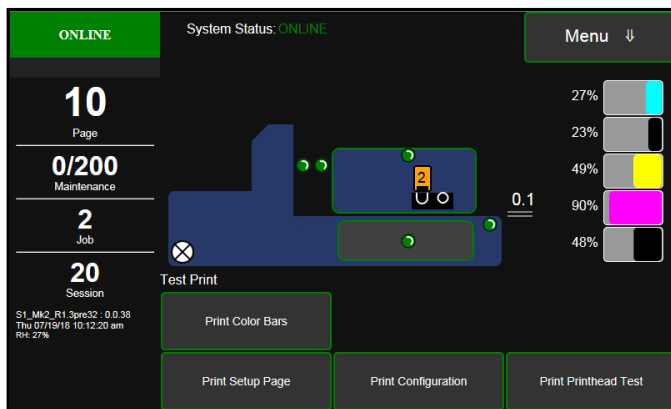 ONLINE
System Status: ONLINE
Menu ⇓
10
Page
0/200
Maintenance
2
Job
20
Session
S1_Mk2_R1.3pre32 : 0.0.38
Thu 07/19/18 10:12:20 am
RH: 27%
2
0.1
27%
23%
49%
90%
48%
Test Print
Print Color Bars
Print Setup Page
Print Configuration
Print Printhead Test